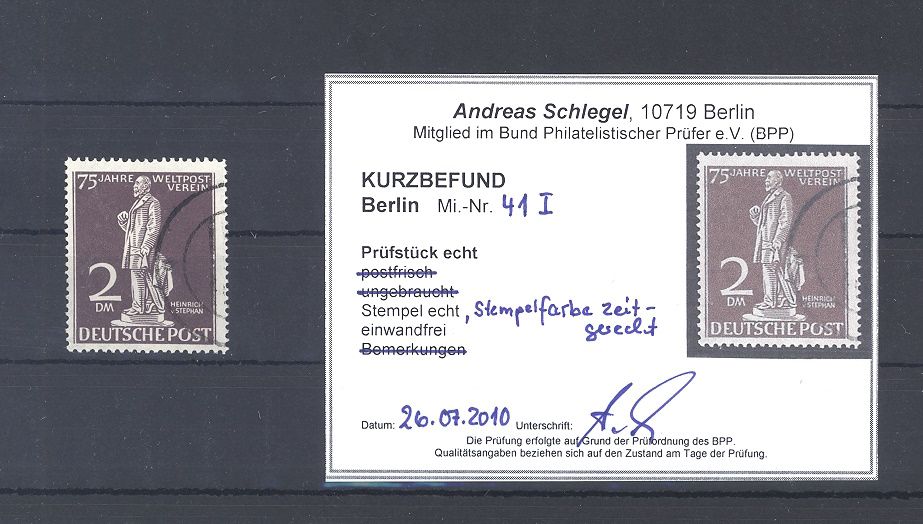 75 JAHRE WELTPOST
VEREIN
2
DM
HEINRICH
v. STEPHAN
DEUTSCHE POST
Andreas Schlegel, 10719 Berlin
Mitglied im Bund Philatelistischer Prüfer e.V. (BPP)
KURZBEFUND
Berlin Mi.-Nr. 41 I
Prüfstück echt
postfrisch
ungebraucht
Stempel echt, Stempelfarbe zeit-
einwandfrei gerecht
Bemerkungen
75 JAHRE WELTPOST
VEREIN
2
DM
HEINRICH
v. STEPHAN
DEUTSCHE POST
Datum: 26.07.2010 Unterschrift:
Die Prüfung erfolgte auf Grund der Prüfordnung des BPP.
Qualitätsangaben beziehen sich auf den Zustand am Tage der Prüfung.